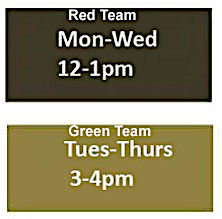 Red Team
Mon-Wed
12-1pm
Green Team
Tues-Thurs
3-4pm